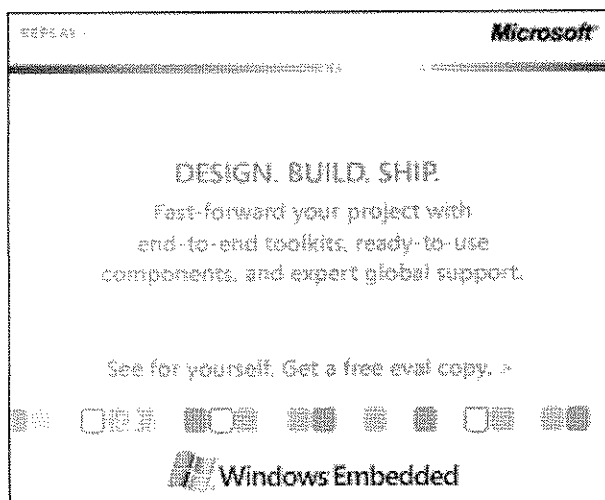 REPLAY
Microsoft®
DESIGN. BUILD. SHIP.
Fast-forward your project with
end-to-end toolkits, ready-to-use
components, and expert global support.
See for yourself. Get a free eval copy. >
Windows Embedded